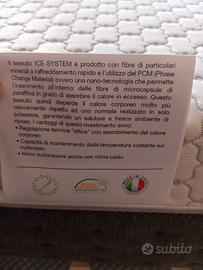 Il tessuto ICE SYSTEM è prodotto con fibre di particolari
minerali a raffreddamento rapido e l'utilizzo del PCM (Phase
Change Material) ovvero una nano-tecnologia che permette
l'inserimento all'interno delle fibre di microcapsule di
paraffina in grado di assorbire il calore in eccesso. Questo
tessuto quindi disperde il calore corporeo molto più
velocemente rispetto ad uno normale realizzato in solo
poliestere, garantendo un salutare e fresco ambiente di
riposo. I vantaggi di questo rivestimento sono:
• Regolazione termica "attiva" con assorbimento del calore
corporeo
• Capacità di mantenimento della temperatura costante sul
materasso.
• Minor sudorazione anche con clima caldo
subito